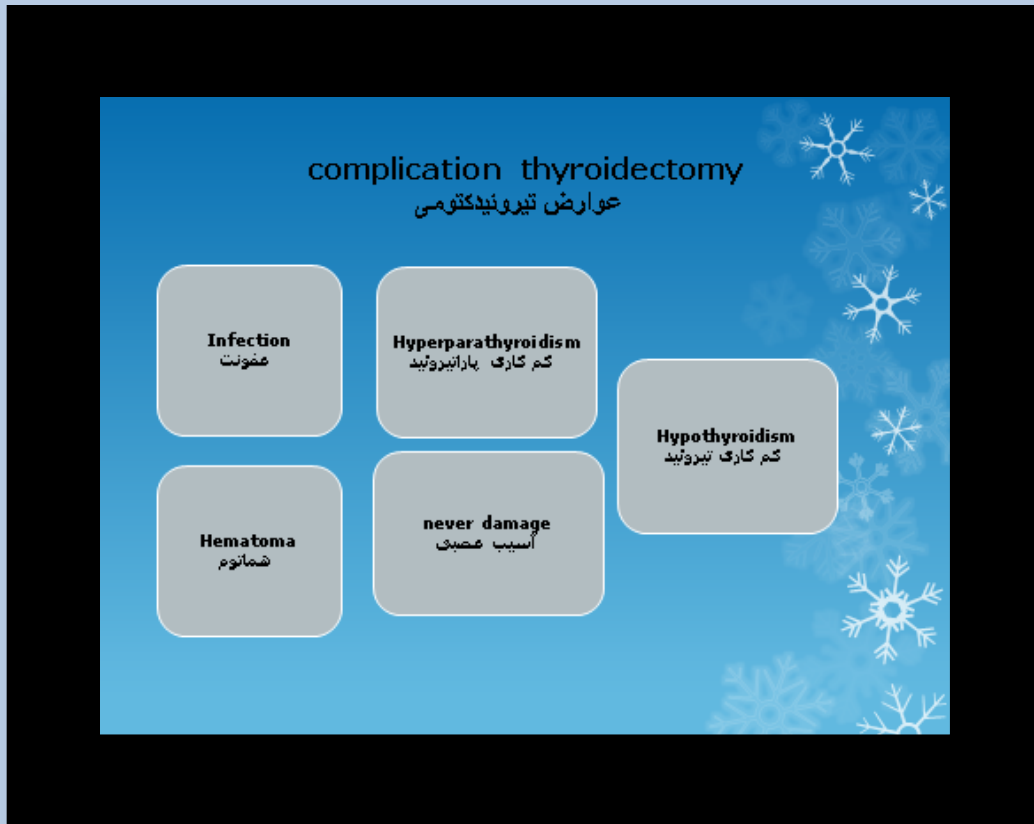 complication thyroidectomy
عوارض تیروئیدکتومی
Infection
عفونت
Hyperparathyroidism
کم کاری پاراتیروئید
Hypothyroidism
کم کاری تیروئید
Hematoma
هماتوم
never damage
آسیب عصبی